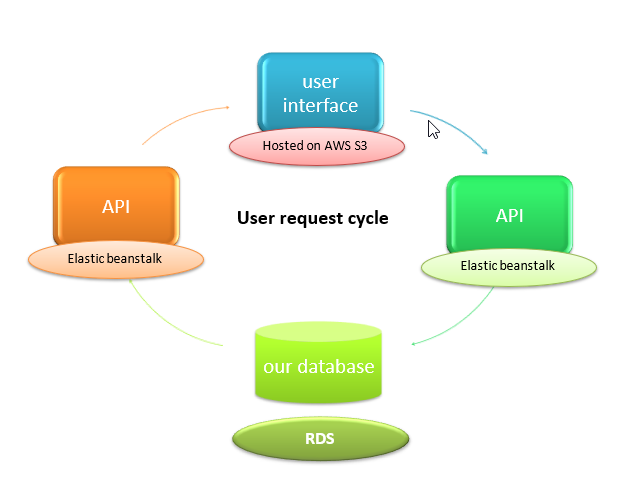 user
interface
Hosted on AWS S3
API
Elastic beanstalk
User request cycle
API
Elastic beanstalk
our database
RDS